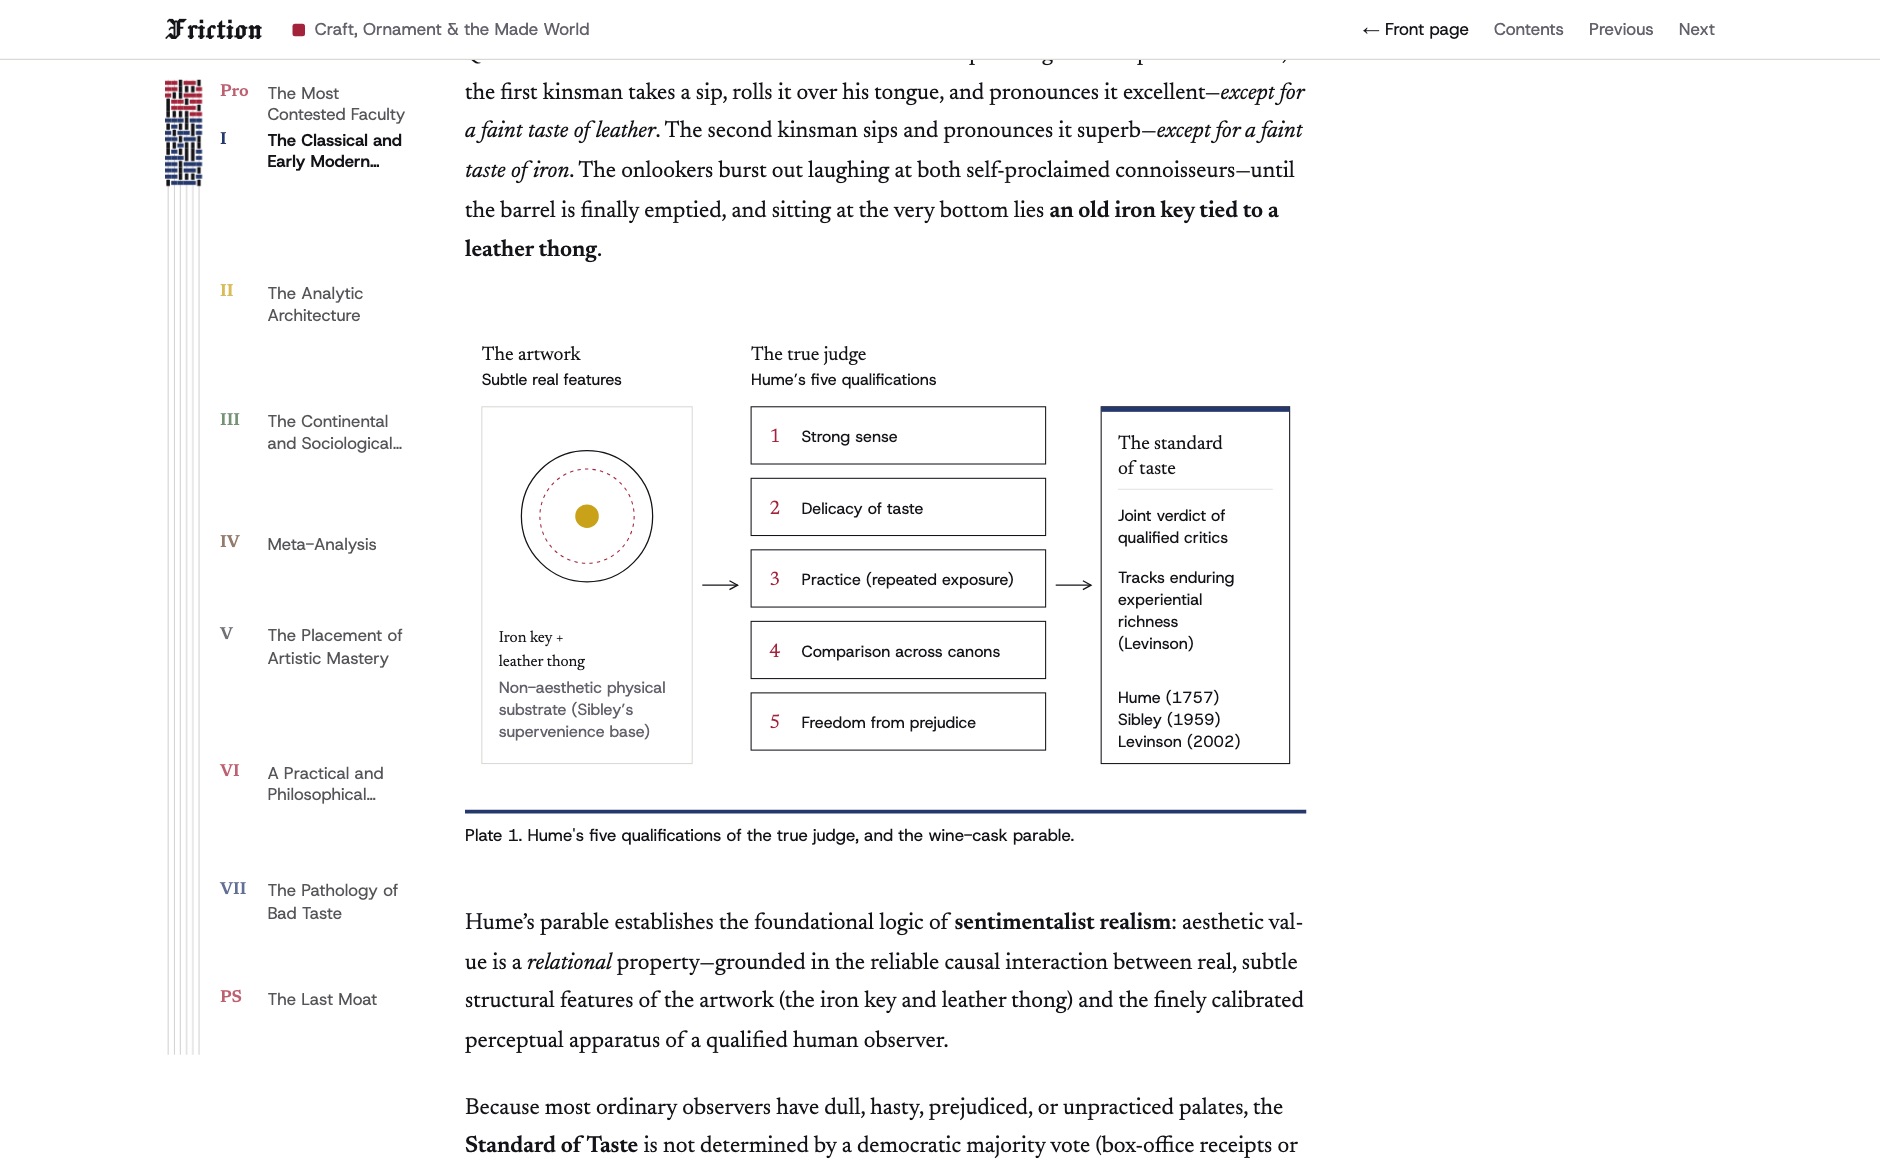 Friction
Craft, Ornament & the Made World
← Front page
Contents
Previous
Next
Pro
The Most
Contested Faculty
I
The Classical and
Early Modern…
II
The Analytic
Architecture
III
The Continental
and Sociological…
IV
Meta-Analysis
V
The Placement of
Artistic Mastery
VI
A Practical and
Philosophical…
VII
The Pathology of
Bad Taste
PS
The Last Moat
the first kinsman takes a sip, rolls it over his tongue, and pronounces it excellent—except for
a faint taste of leather. The second kinsman sips and pronounces it superb—except for a faint
taste of iron. The onlookers burst out laughing at both self-proclaimed connoisseurs—until
the barrel is finally emptied, and sitting at the very bottom lies an old iron key tied to a
leather thong.
The artwork
Subtle real features
Iron key +
leather thong
Non-aesthetic physical
substrate (Sibley’s
supervenience base)
The true judge
Hume’s five qualifications
1 Strong sense
2 Delicacy of taste
3 Practice (repeated exposure)
4 Comparison across canons
5 Freedom from prejudice
The standard
of taste
Joint verdict of
qualified critics
Tracks enduring
experiential
richness
(Levinson)
Hume (1757)
Sibley (1959)
Levinson (2002)
Plate 1. Hume's five qualifications of the true judge, and the wine-cask parable.
Hume’s parable establishes the foundational logic of sentimentalist realism: aesthetic val-
ue is a relational property—grounded in the reliable causal interaction between real, subtle
structural features of the artwork (the iron key and leather thong) and the finely calibrated
perceptual apparatus of a qualified human observer.
Because most ordinary observers have dull, hasty, prejudiced, or unpracticed palates, the
Standard of Taste is not determined by a democratic majority vote (box-office receipts or